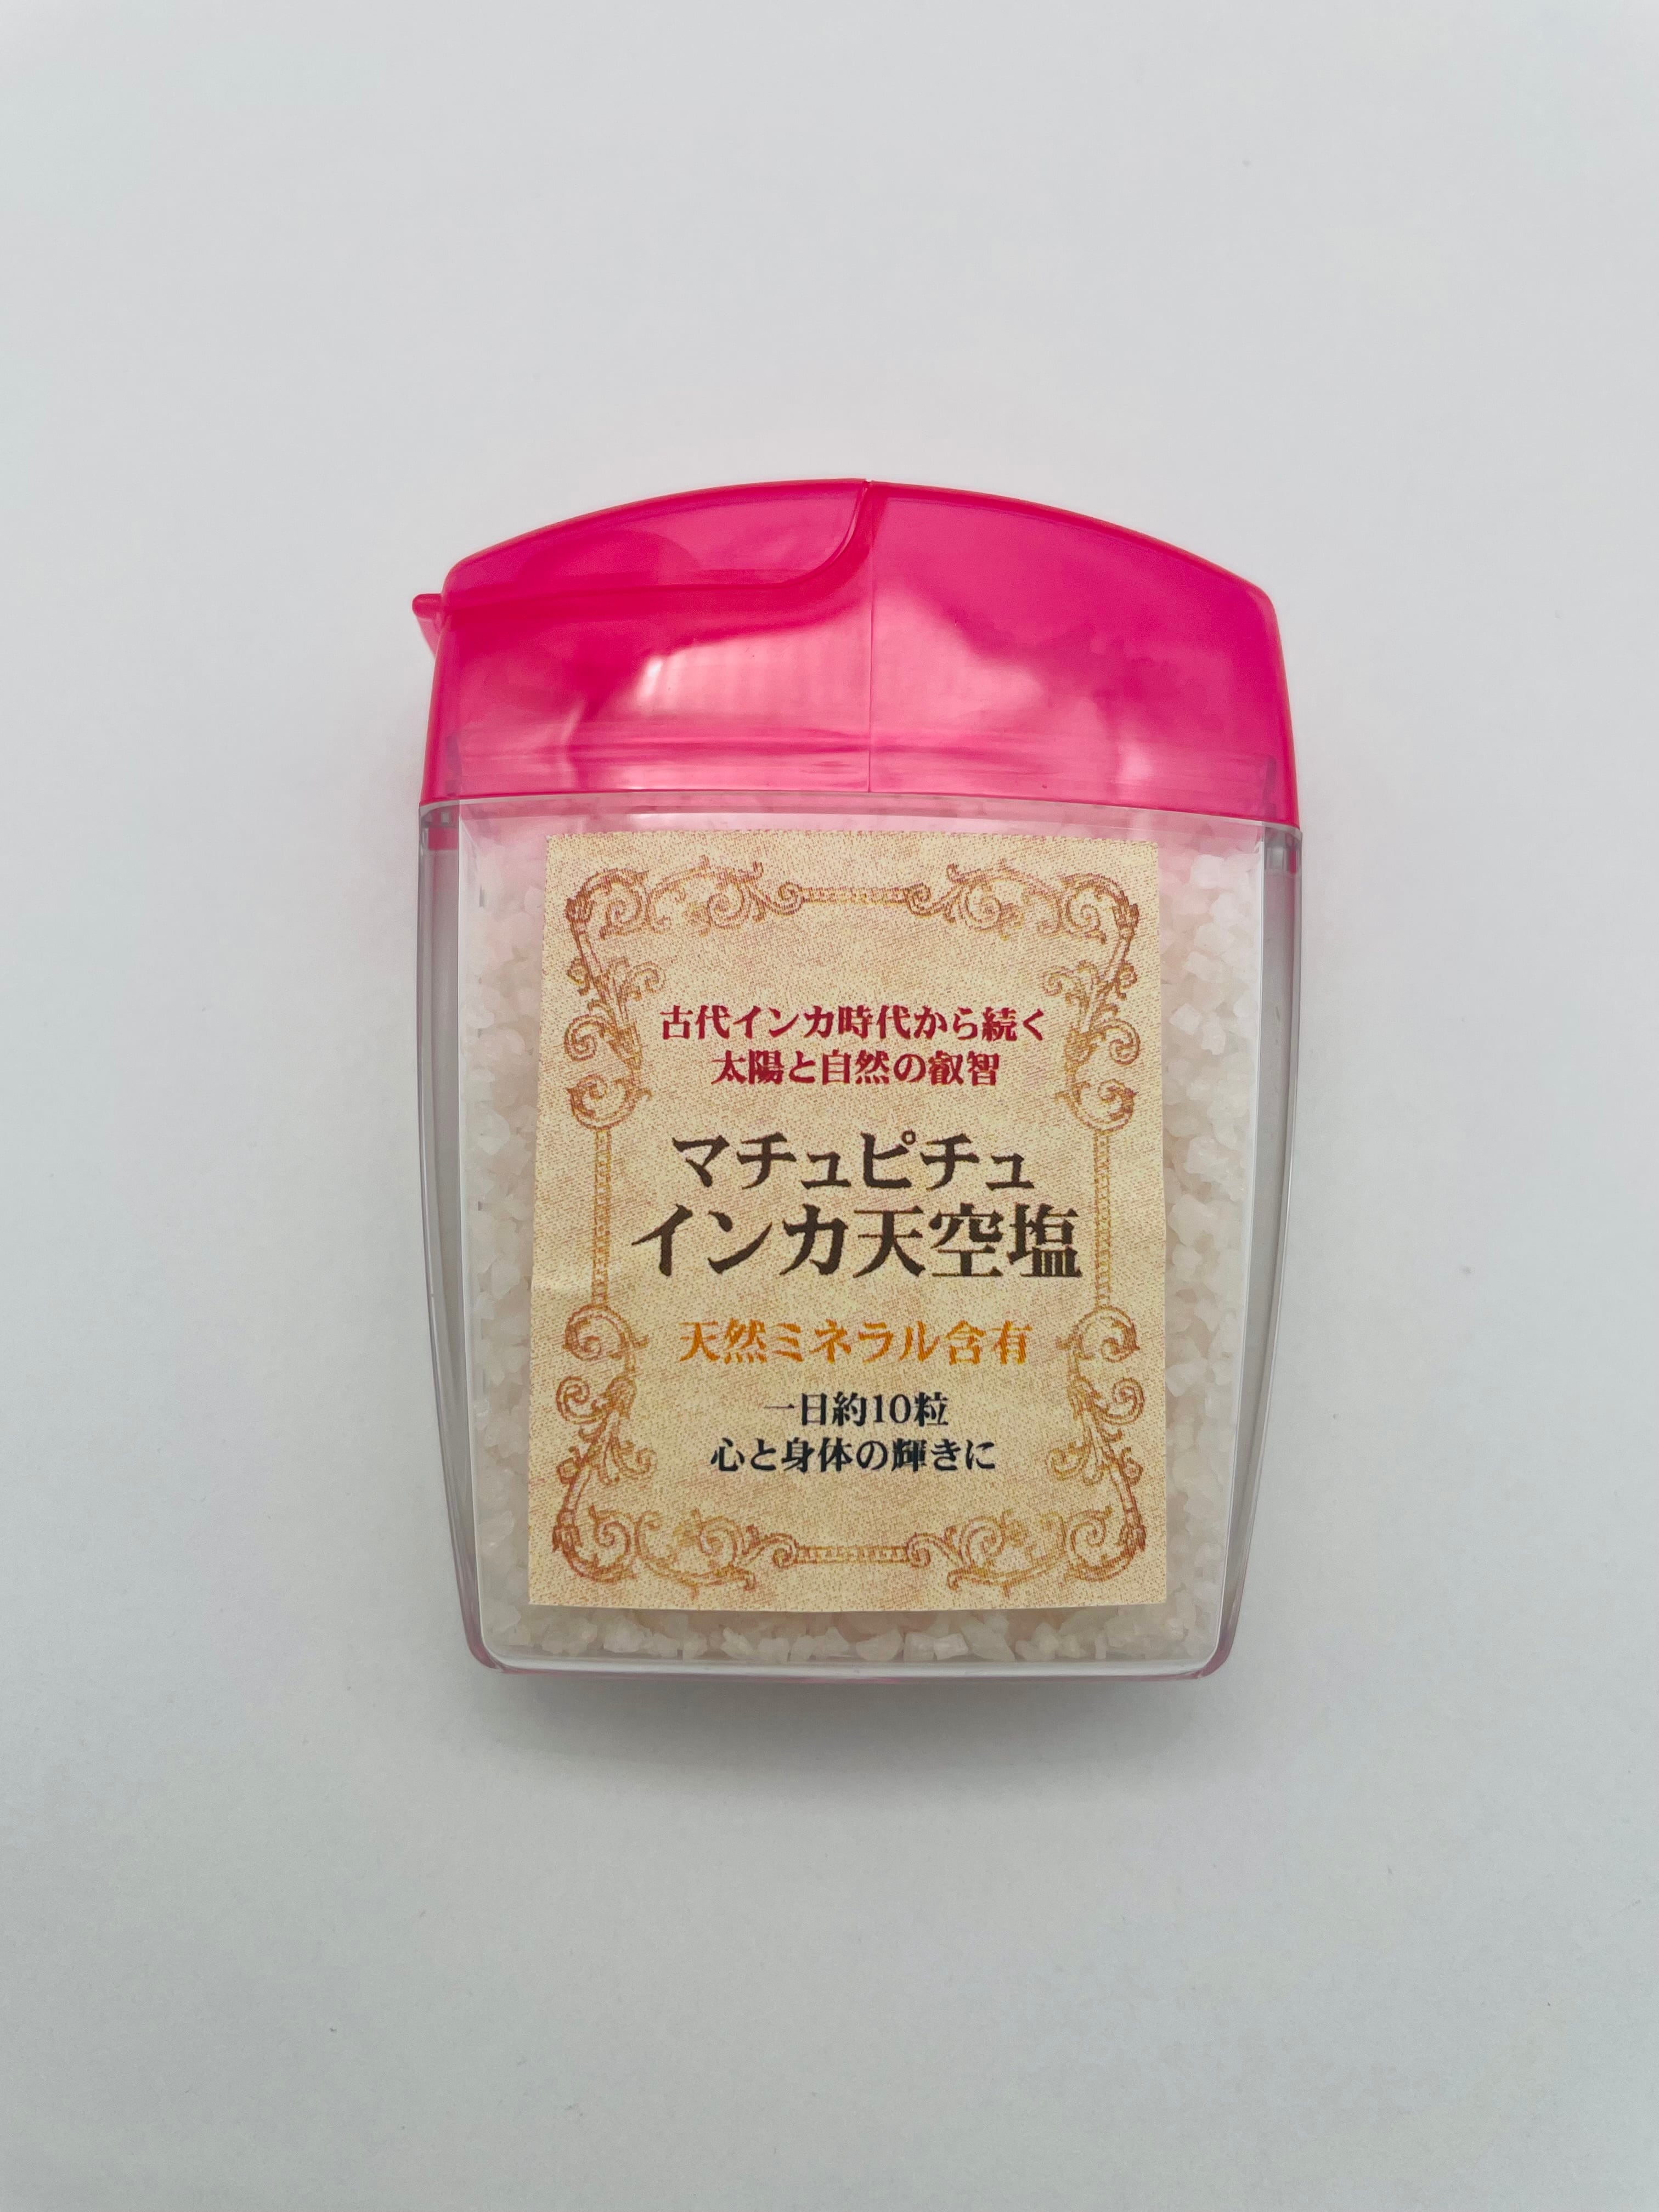 古代インカ時代から続く
太陽と自然の叡智
マチュピチュ
インカ天空塩
天然ミネラル含有
一日約10粒
心と身体の輝きに